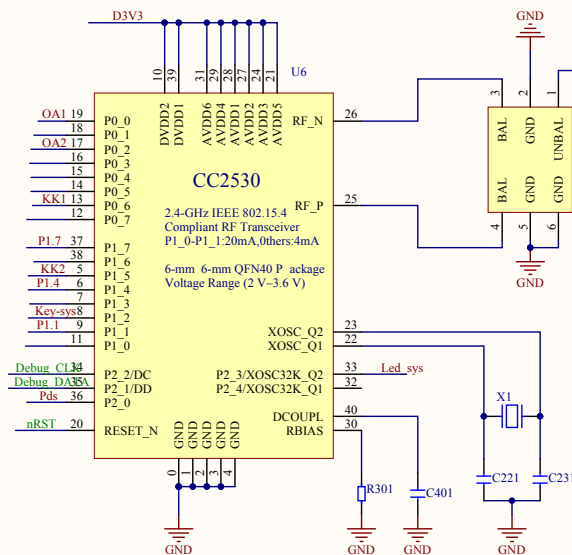 D3V3
GND
U6
10 39 31 29 28 27 24 23 21
DVDD2 DVDD1 AVDD6 AVDD4 AVDD1 AVDD2 AVDD3 AVDD5
3 2 1
BAL GND UNBAL
BAL GND GND
4 5 6
GND
OA1 19 P0_0
18 P0_1
OA2 17 P0_2
16 P0_3
15 P0_4
14 P0_5
KK1 13 P0_6
12 P0_7
P1.7 37 P1_7
38 P1_6
KK2 5 P1_5
P1.4 6 P1_4
7 P1_3
Key-sys 8 P1_2
P1.1 9 P1_1
11 P1_0
Debug_CLK 34 P2_2/DC
Debug_DATA 35 P2_1/DD
Pds 36 P2_0
nRST 20 RESET_N
CC2530
2.4-GHz IEEE 802.15.4
Compliant RF Transceiver
P1_0-P1_1:20mA,0thers:4mA
6-mm 6-mm QFN40 P ackage
Voltage Range (2 V–3.6 V)
RF_N 26
RF_P 25
XOSC_Q2 23
XOSC_Q1 22
P2_3/XOSC32K_Q2 33 Led_sys
P2_4/XOSC32K_Q1 32
DCOUPL 40
RBIAS 30
GND GND GND GND GND
0 1 2 3 4
GND
X1
R301
C401
C221
C231
GND
GND
GND